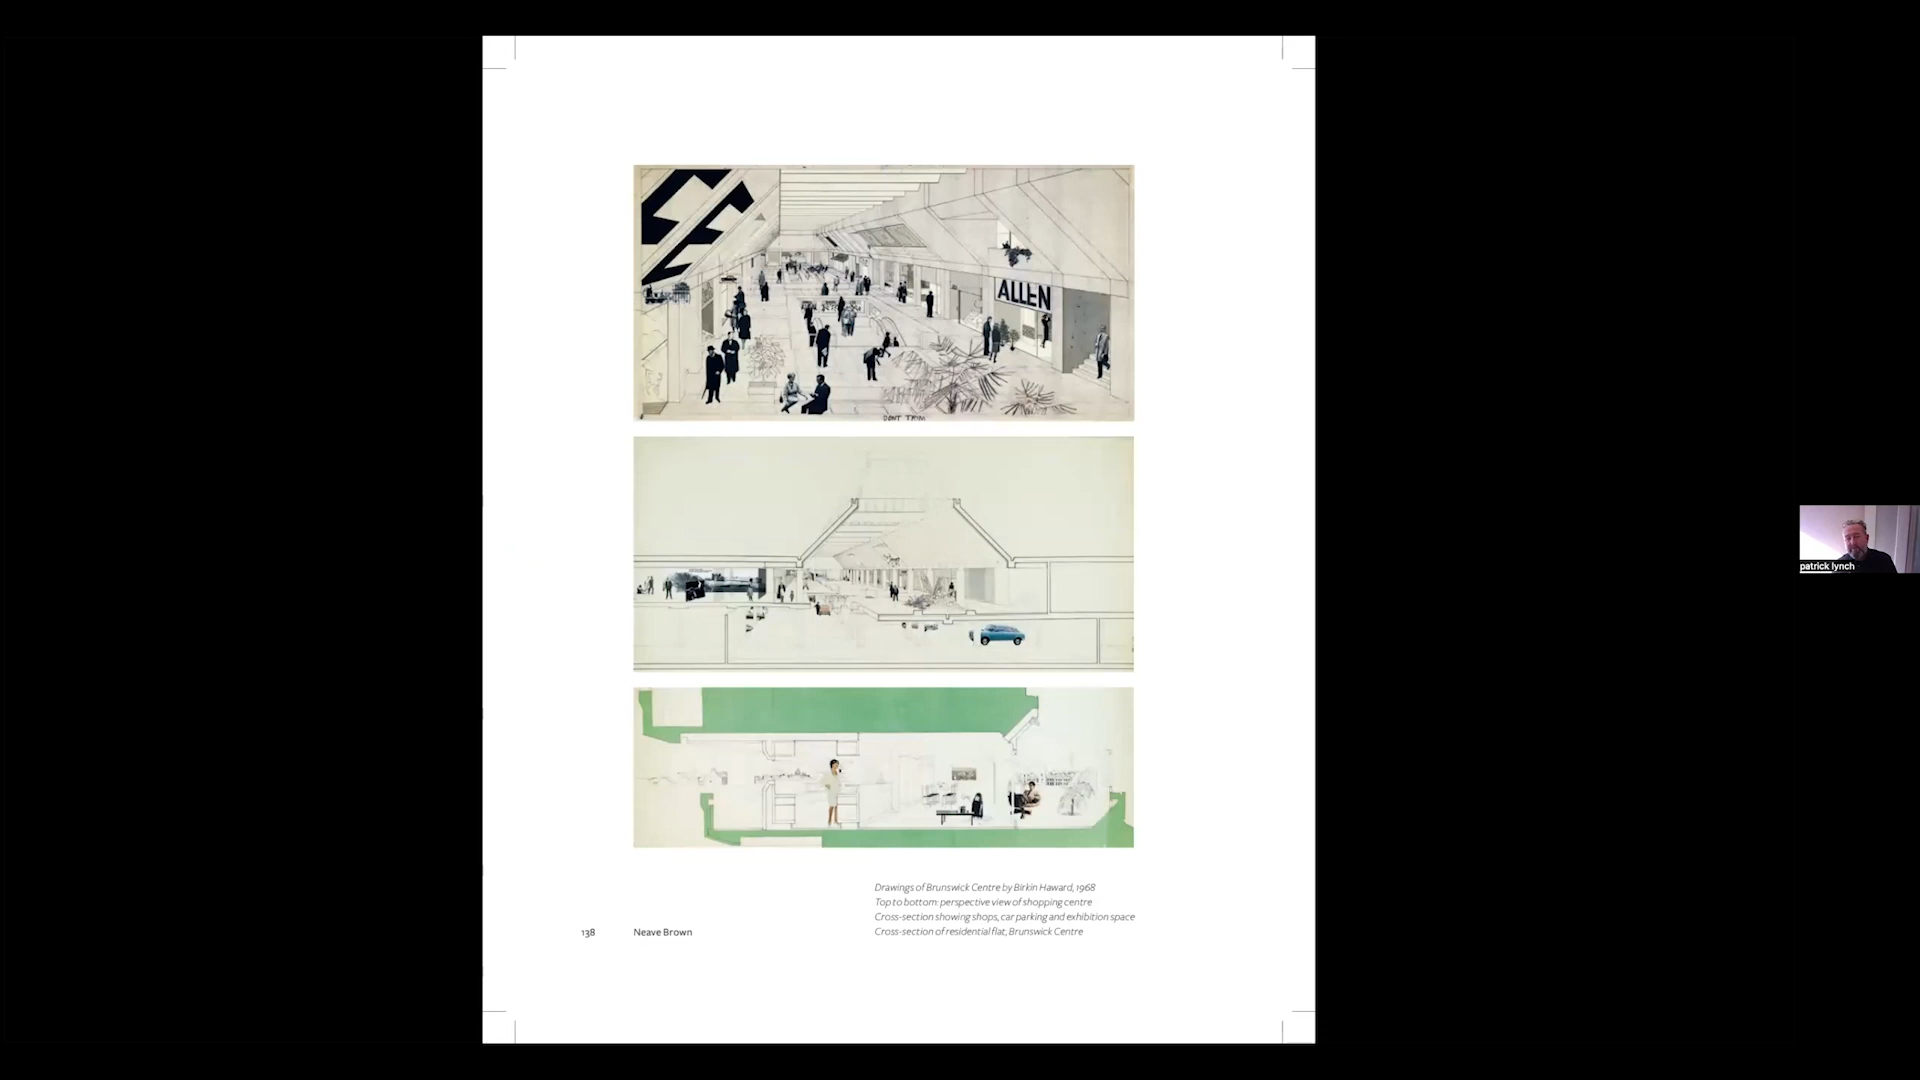 ALLEN
DONT TRIM
Drawings of Brunswick Centre by Birkin Haward, 1968
Top to bottom: perspective view of shopping centre
Cross-section showing shops, car parking and exhibition space
Cross-section of residential flat, Brunswick Centre
138 Neave Brown
patrick lynch